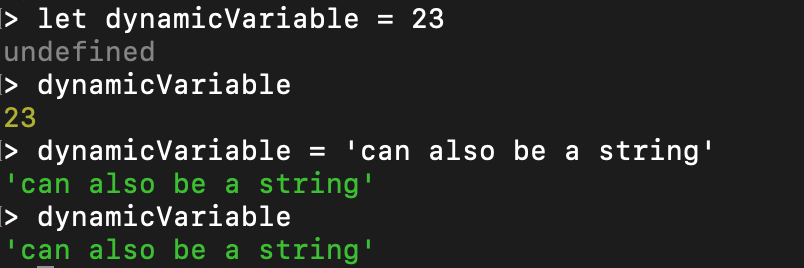 > let dynamicVariable = 23
undefined
> dynamicVariable
23
> dynamicVariable = 'can also be a string'
'can also be a string'
> dynamicVariable
'can also be a string'